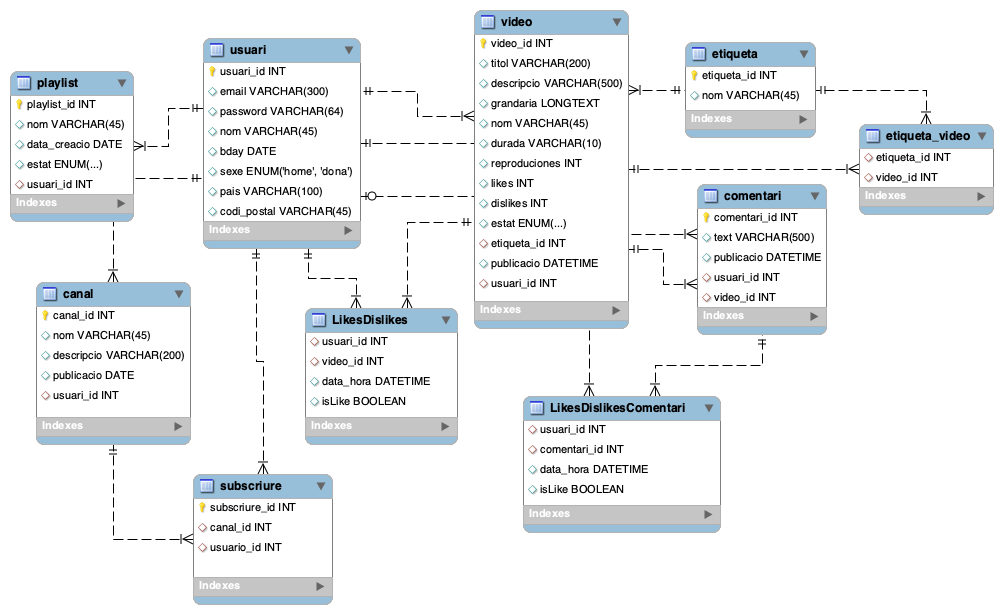 playlist
playlist_id INT
nom VARCHAR(45)
data_creacio DATE
estat ENUM(...)
usuari_id INT
Indexes
usuari
usuari_id INT
email VARCHAR(300)
password VARCHAR(64)
nom VARCHAR(45)
bday DATE
sexe ENUM('home', 'dona')
pais VARCHAR(100)
codi_postal VARCHAR(45)
Indexes
video
video_id INT
titol VARCHAR(200)
descripcio VARCHAR(500)
grandaria LONGTEXT
nom VARCHAR(45)
durada VARCHAR(10)
reproduciones INT
likes INT
dislikes INT
estat ENUM(...)
etiqueta_id INT
publicacio DATETIME
usuari_id INT
Indexes
etiqueta
etiqueta_id INT
nom VARCHAR(45)
Indexes
etiqueta_video
etiqueta_id INT
video_id INT
Indexes
comentari
comentari_id INT
text VARCHAR(500)
publicacio DATETIME
usuari_id INT
video_id INT
Indexes
canal
canal_id INT
nom VARCHAR(45)
descripcio VARCHAR(200)
publicacio DATE
usuari_id INT
Indexes
LikesDislikes
usuari_id INT
video_id INT
data_hora DATETIME
isLike BOOLEAN
Indexes
LikesDislikesComentari
usuari_id INT
comentari_id INT
data_hora DATETIME
isLike BOOLEAN
Indexes
subscriure
subscriure_id INT
canal_id INT
usuario_id INT
Indexes